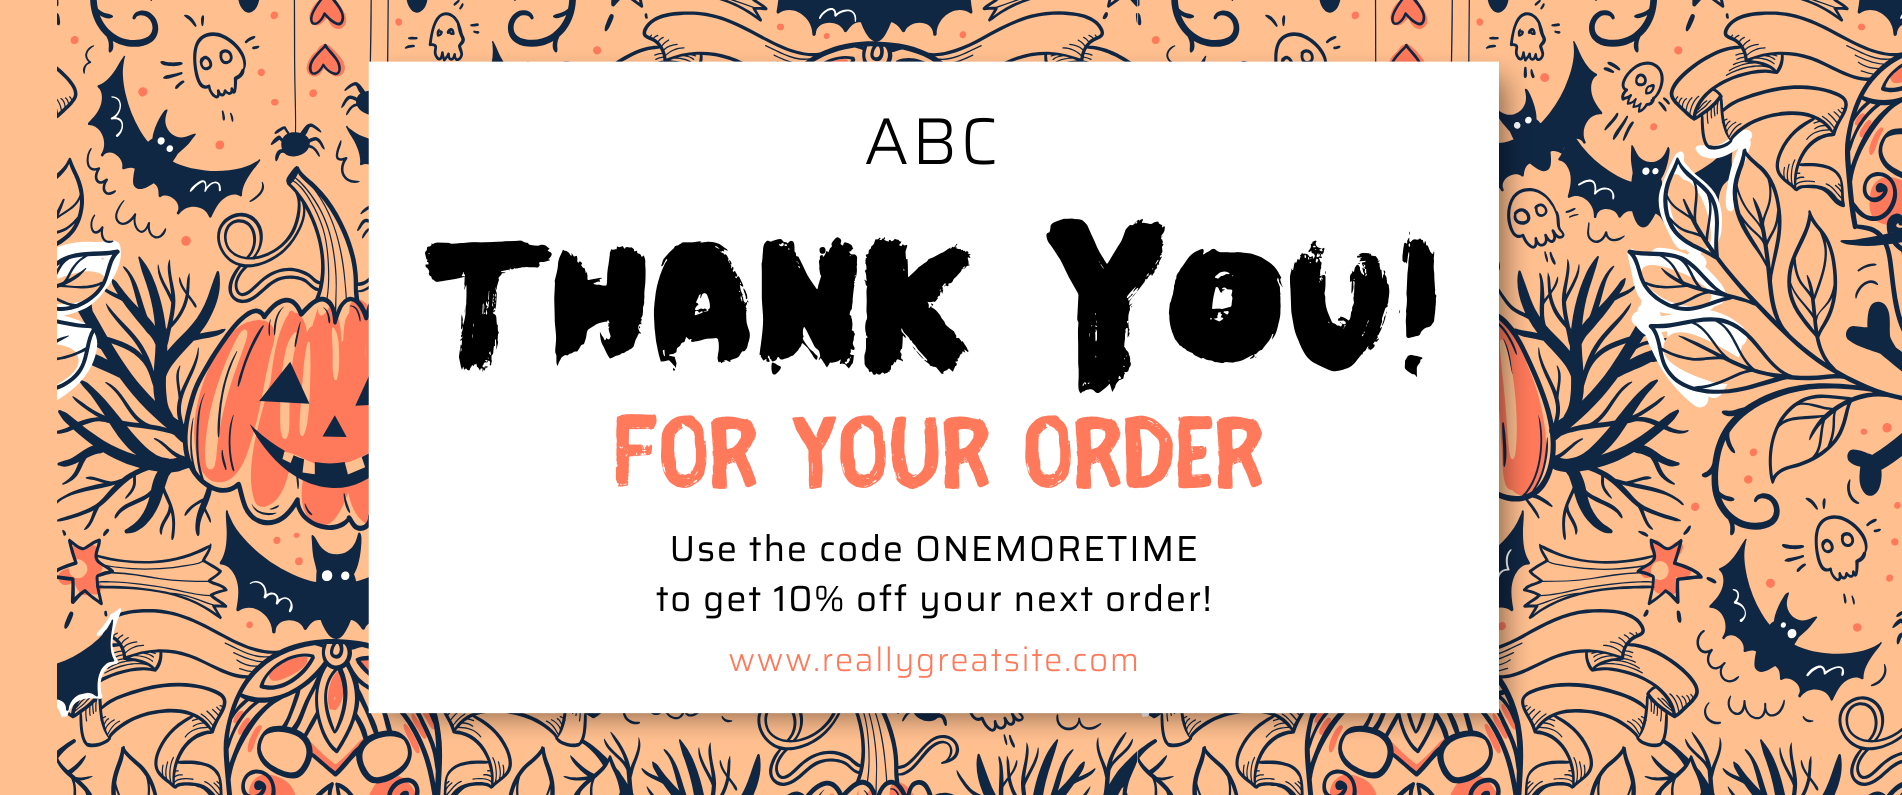 ABC
THANK YOU!
FOR YOUR ORDER
Use the code ONEMORETIME
to get 10% off your next order!
www.reallygreatsite.com